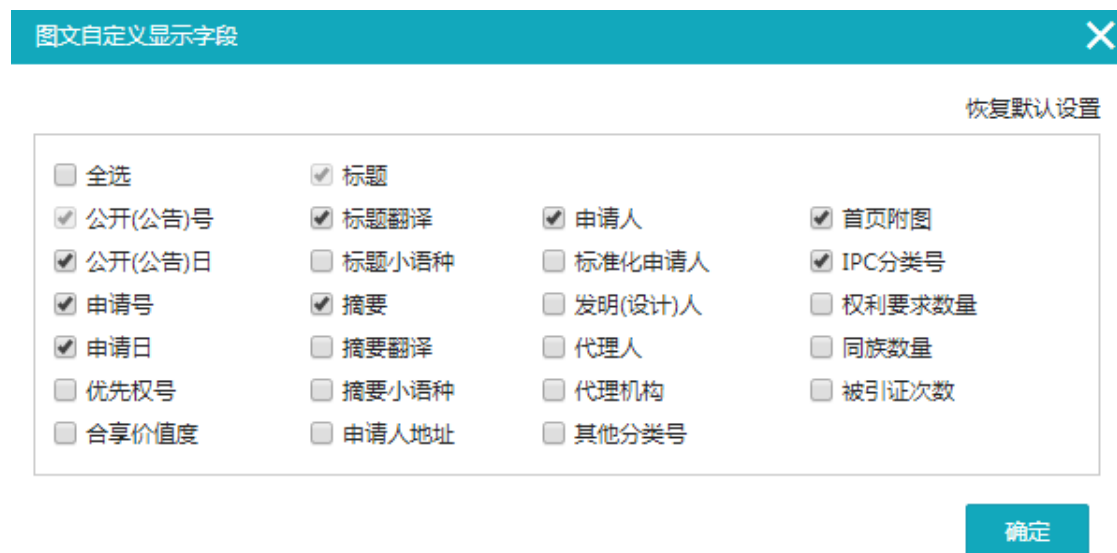 图文自定义显示字段
恢复默认设置
全选 标题
公开(公告)号 标题翻译 申请人 首页附图
公开(公告)日 标题小语种 标准化申请人 IPC分类号
申请号 摘要 发明(设计)人 权利要求数量
申请日 摘要翻译 代理人 同族数量
优先权号 摘要小语种 代理机构 被引证次数
合享价值度 申请人地址 其他分类号
确定